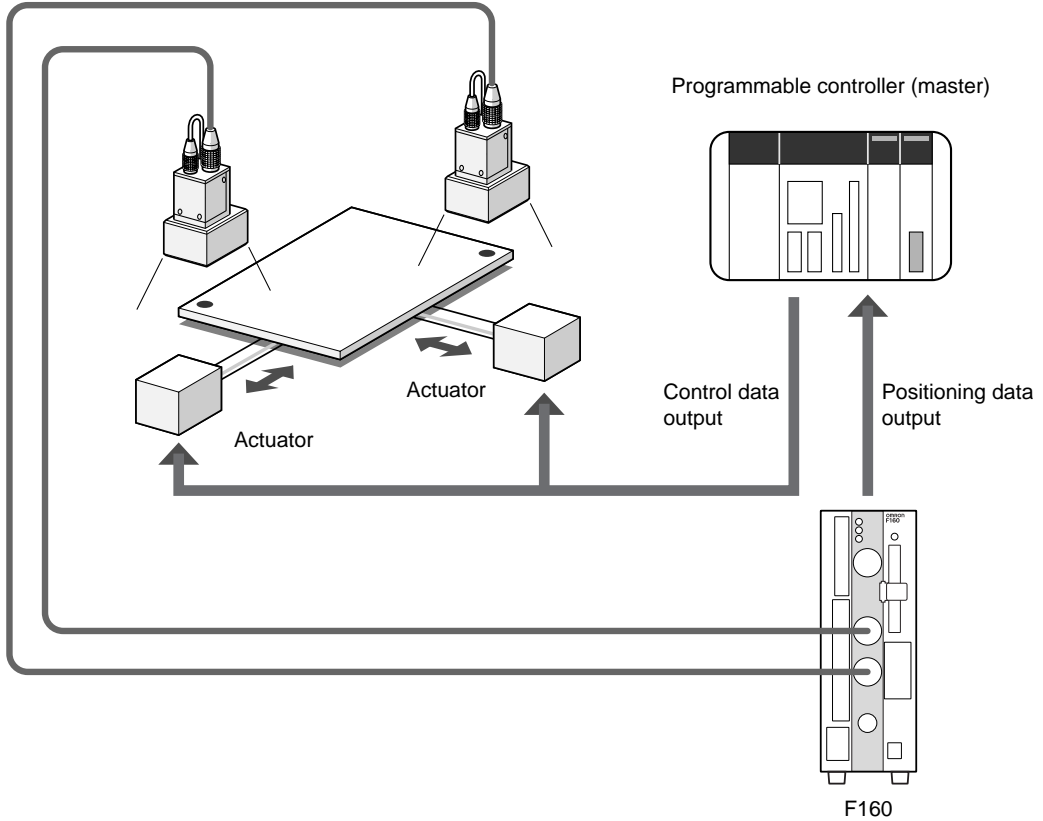 Programmable controller (master)
Actuator
Actuator
Control data
output
Positioning data
output
OMRON
F160
F160